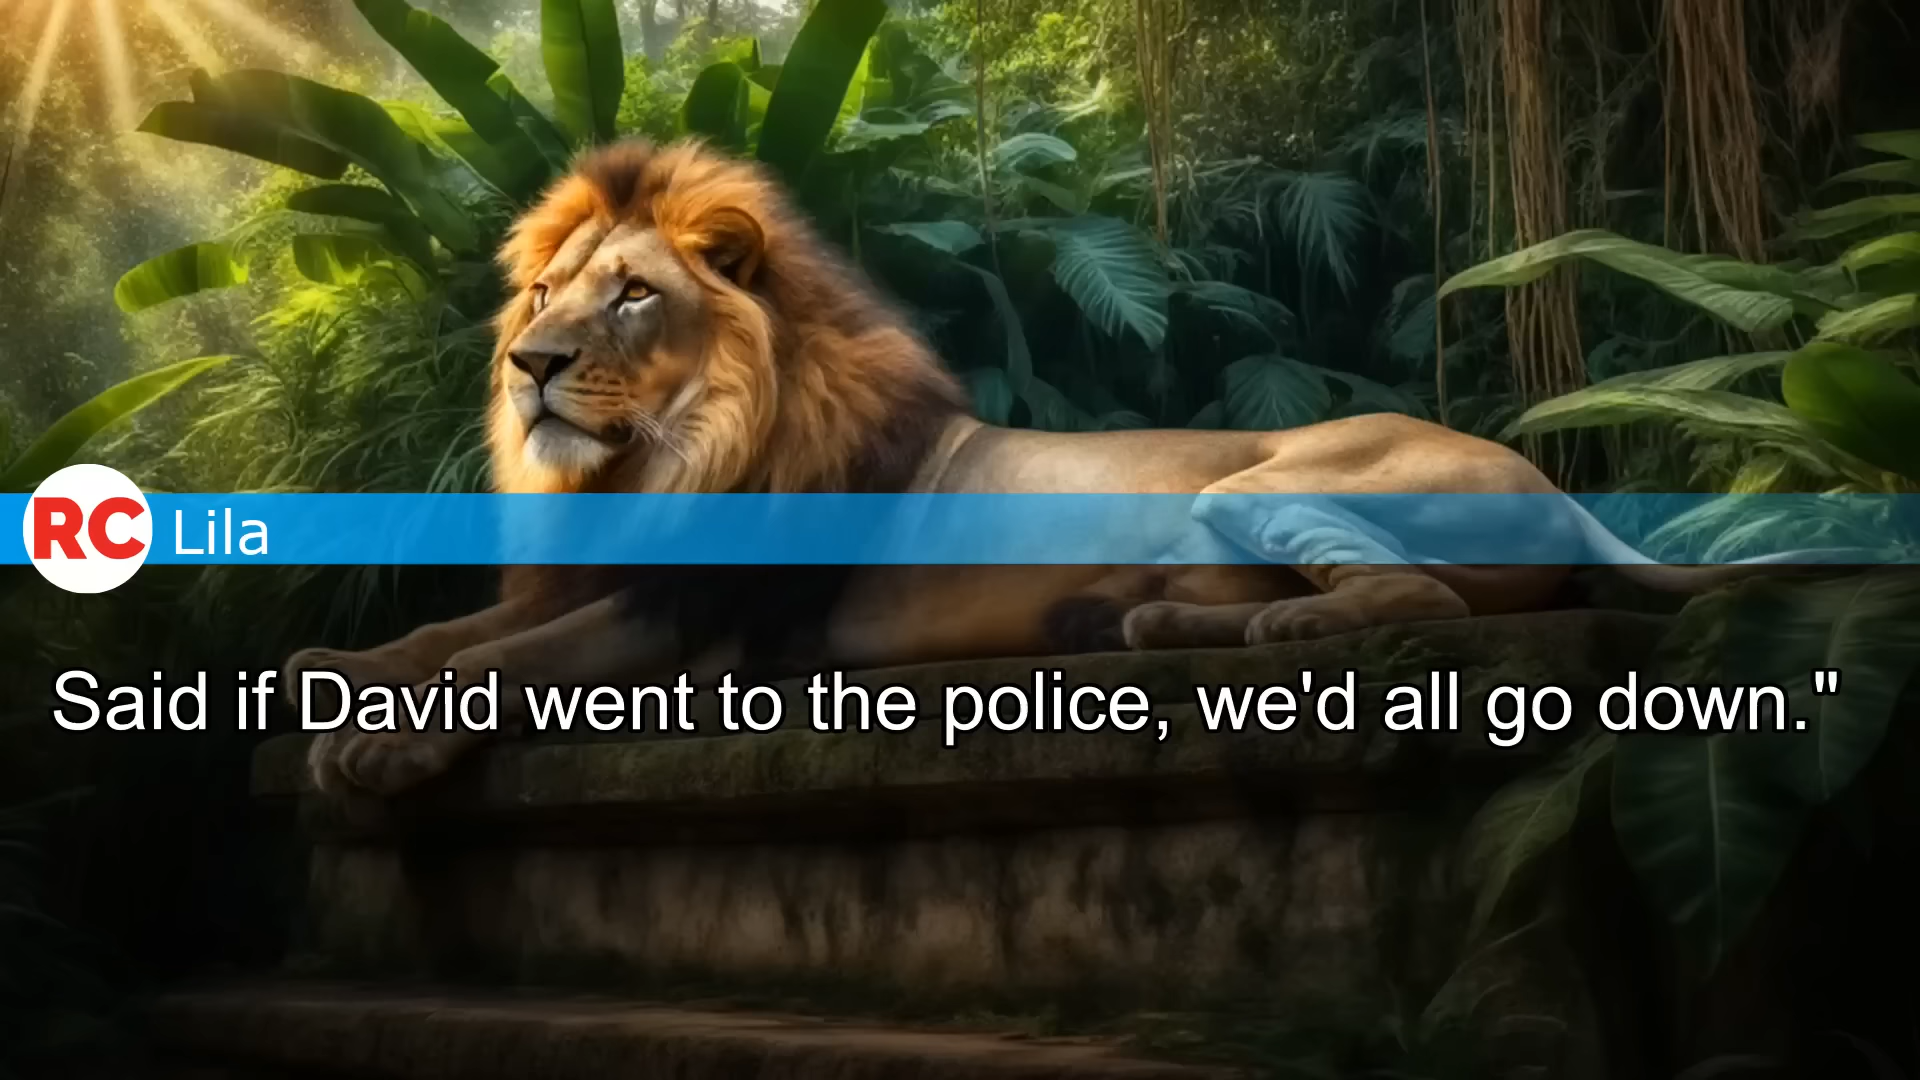 RC Lila
Said if David went to the police, we'd all go down."